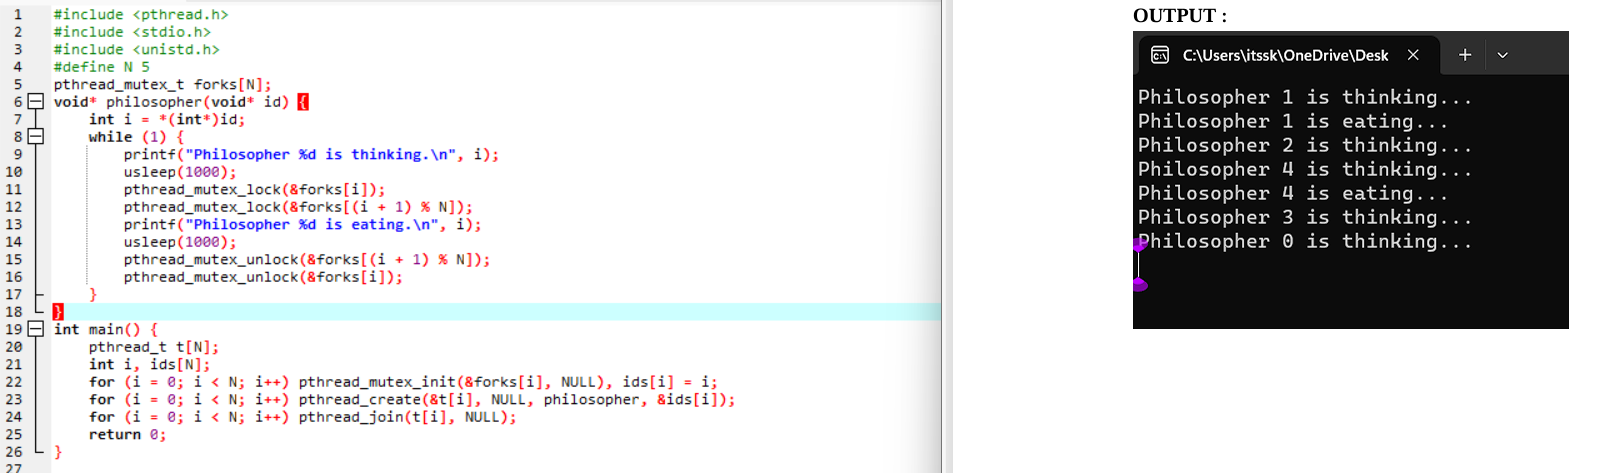 1 #include <pthread.h>
2 #include <stdio.h>
3 #include <unistd.h>
4 #define N 5
5 pthread_mutex_t forks[N];
6 void* philosopher(void* id) {
7 int i = *(int*)id;
8 while (1) {
9 printf("Philosopher %d is thinking.\n", i);
10 usleep(1000);
11 pthread_mutex_lock(&forks[i]);
12 pthread_mutex_lock(&forks[(i + 1) % N]);
13 printf("Philosopher %d is eating.\n", i);
14 usleep(1000);
15 pthread_mutex_unlock(&forks[(i + 1) % N]);
16 pthread_mutex_unlock(&forks[i]);
17 }
18 }
19 int main() {
20 pthread_t t[N];
21 int i, ids[N];
22 for (i = 0; i < N; i++) pthread_mutex_init(&forks[i], NULL), ids[i] = i;
23 for (i = 0; i < N; i++) pthread_create(&t[i], NULL, philosopher, &ids[i]);
24 for (i = 0; i < N; i++) pthread_join(t[i], NULL);
25 return 0;
26 }
27
OUTPUT :
C:\Users\itssk\OneDrive\Desk
Philosopher 1 is thinking...
Philosopher 1 is eating...
Philosopher 2 is thinking...
Philosopher 4 is thinking...
Philosopher 4 is eating...
Philosopher 3 is thinking...
Philosopher 0 is thinking...